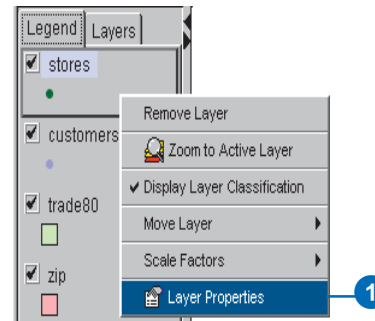 Legend Layers
stores
customers
trade80
zip
Remove Layer
Zoom to Active Layer
Display Layer Classification
Move Layer
Scale Factors
Layer Properties
1